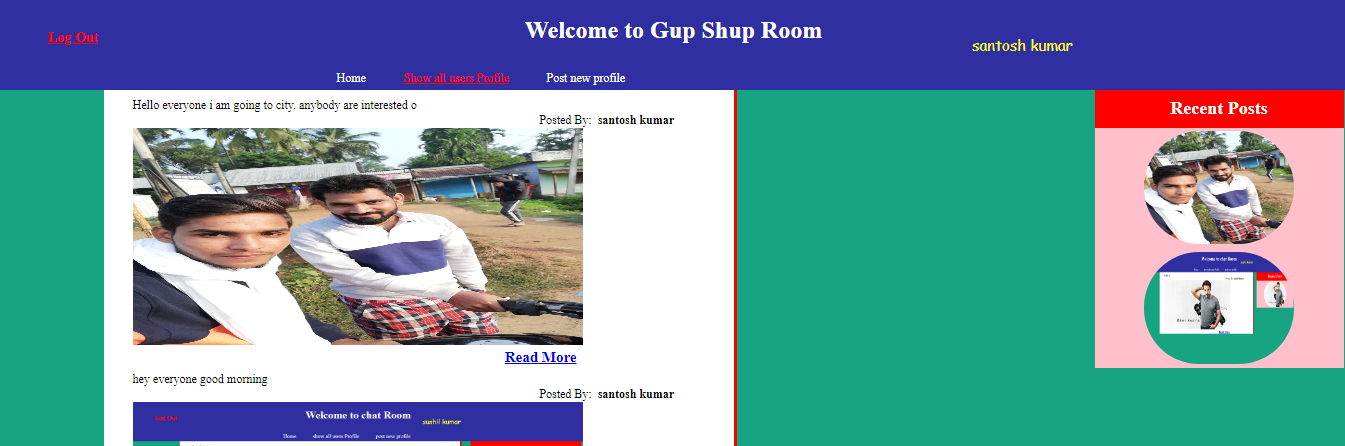 Welcome to Gup Shup Room
Log Out
santosh kumar
Home Show all users Profile Post new profile
Hello everyone i am going to city. anybody are interested o
Posted By: santosh kumar
Read More
hey everyone good morning
Posted By: santosh kumar
Welcome to chat Room
Log Out
sushil kumar
Home show all users Profile post new profile
Recent Posts
Welcome to chat Room